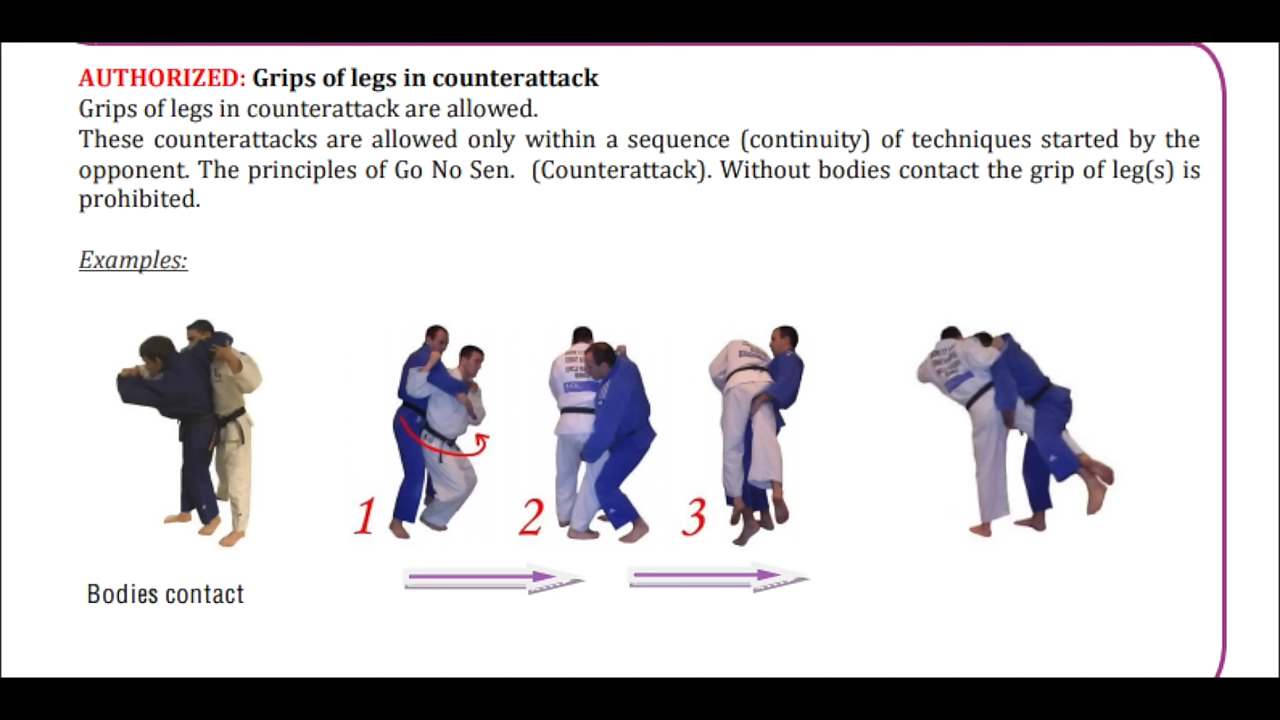 AUTHORIZED: Grips of legs in counterattack
Grips of legs in counterattack are allowed.
These counterattacks are allowed only within a sequence (continuity) of techniques started by the
opponent. The principles of Go No Sen.  (Counterattack). Without bodies contact the grip of leg(s) is
prohibited.
Examples:
1
2
3
Bodies contact